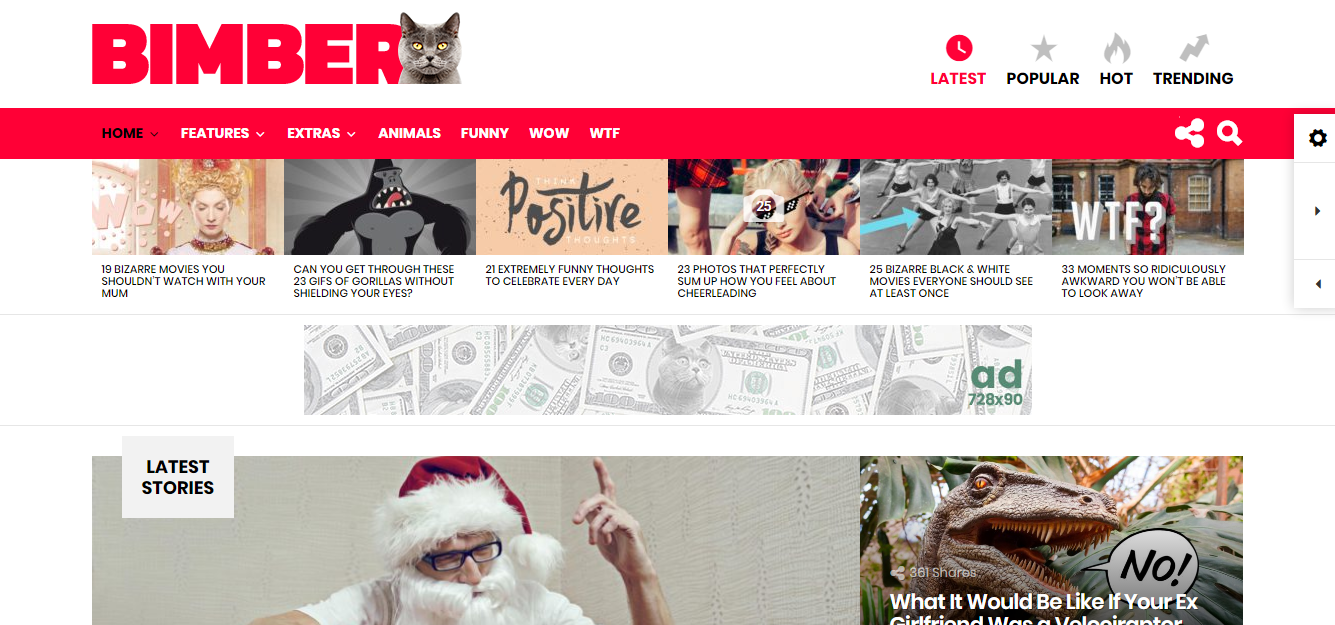 BIMBER
LATEST
POPULAR
HOT
TRENDING
HOME
FEATURES
EXTRAS
ANIMALS
FUNNY
WOW
WTF
WOW
THINK
Positive
THOUGHTS
25
WTF?
19 BIZARRE MOVIES YOU
SHOULDN'T WATCH WITH YOUR
MUM
CAN YOU GET THROUGH THESE
23 GIFS OF GORILLAS WITHOUT
SHIELDING YOUR EYES?
21 EXTREMELY FUNNY THOUGHTS
TO CELEBRATE EVERY DAY
23 PHOTOS THAT PERFECTLY
SUM UP HOW YOU FEEL ABOUT
CHEERLEADING
25 BIZARRE BLACK & WHITE
MOVIES EVERYONE SHOULD SEE
AT LEAST ONCE
33 MOMENTS SO RIDICULOUSLY
AWKWARD YOU WON'T BE ABLE
TO LOOK AWAY
ad
728x90
LATEST
STORIES
No!
361 Shares
What It Would Be Like If Your Ex
Girlfriend Was a Velociraptor